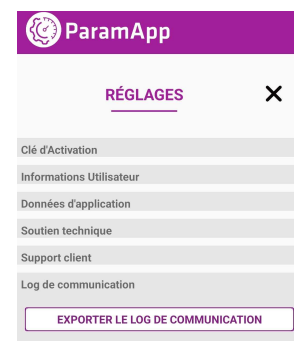 ParamApp
RÉGLAGES
Clé d'Activation
Informations Utilisateur
Données d'application
Soutien technique
Support client
Log de communication
EXPORTER LE LOG DE COMMUNICATION